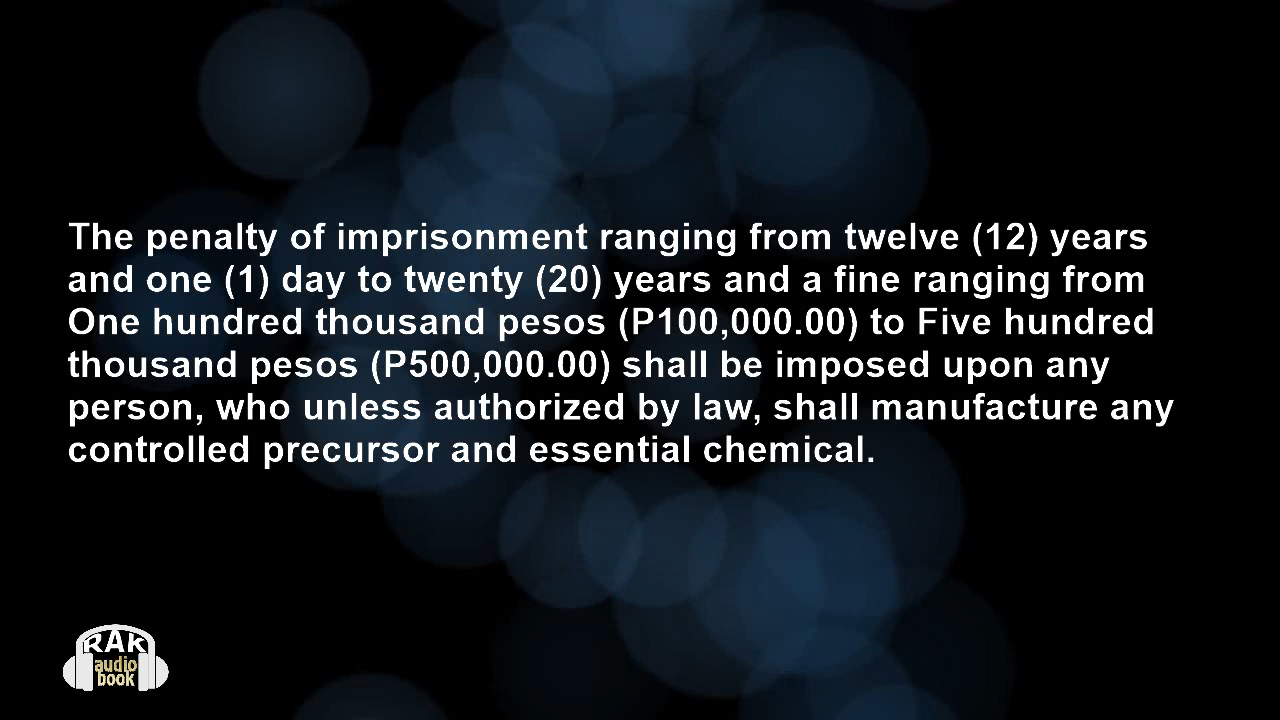 The penalty of imprisonment ranging from twelve (12) years
and one (1) day to twenty (20) years and a fine ranging from
One hundred thousand pesos (P100,000.00) to Five hundred
thousand pesos (P500,000.00) shall be imposed upon any
person, who unless authorized by law, shall manufacture any
controlled precursor and essential chemical.
RAK
audio
book